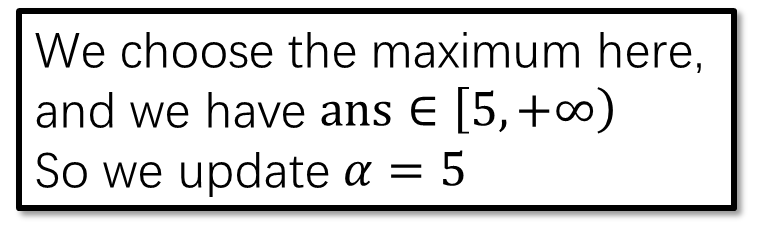 We choose the maximum here,
and we have ans ∈ [5, +∞)
So we update α = 5